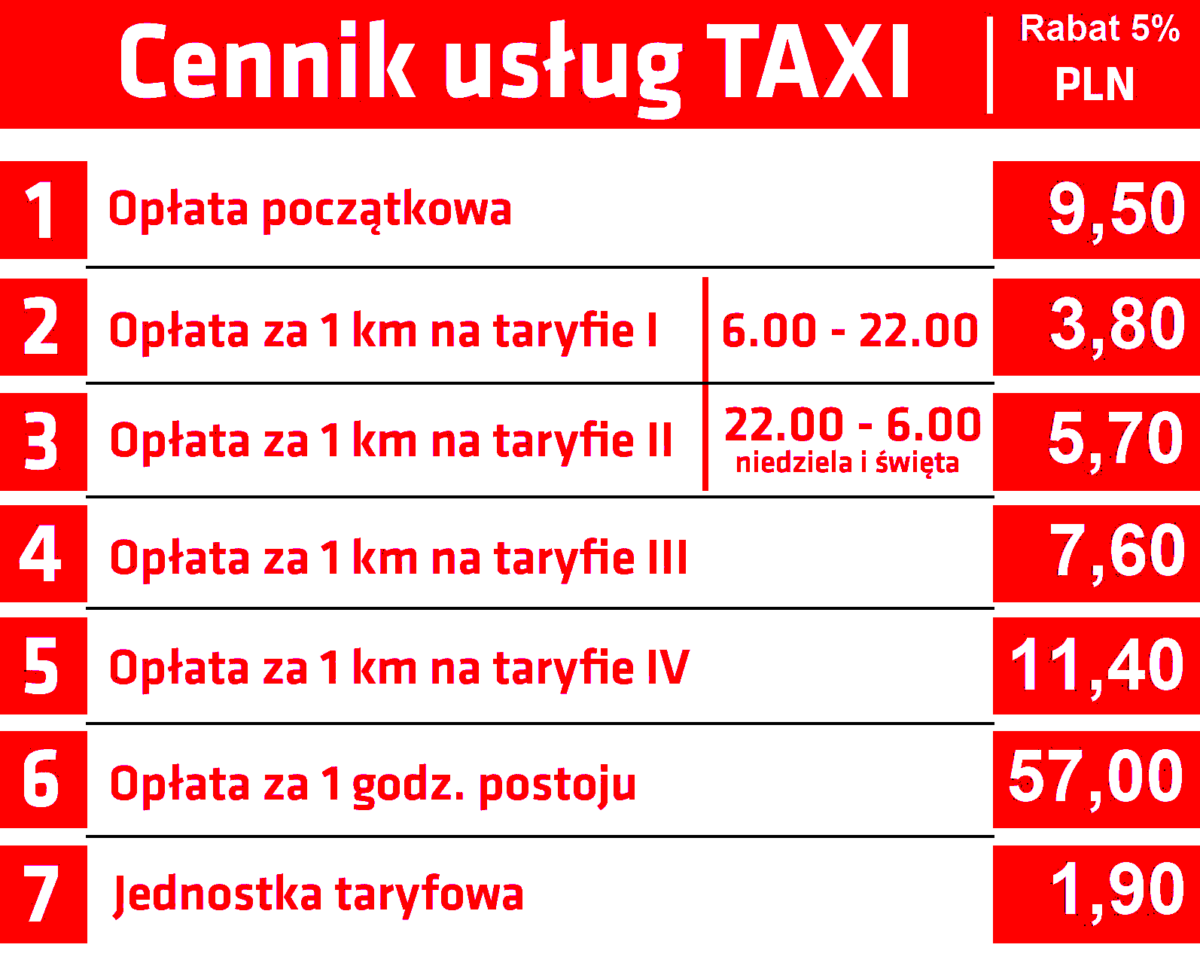 Cennik usług TAXI
Rabat 5%
PLN
1 Opłata początkowa 9,50
2 Opłata za 1 km na taryfie I 6.00 - 22.00 3,80
3 Opłata za 1 km na taryfie II 22.00 - 6.00 5,70
niedziela i święta
4 Opłata za 1 km na taryfie III 7,60
5 Opłata za 1 km na taryfie IV 11,40
6 Opłata za 1 godz. postoju 57,00
7 Jednostka taryfowa 1,90